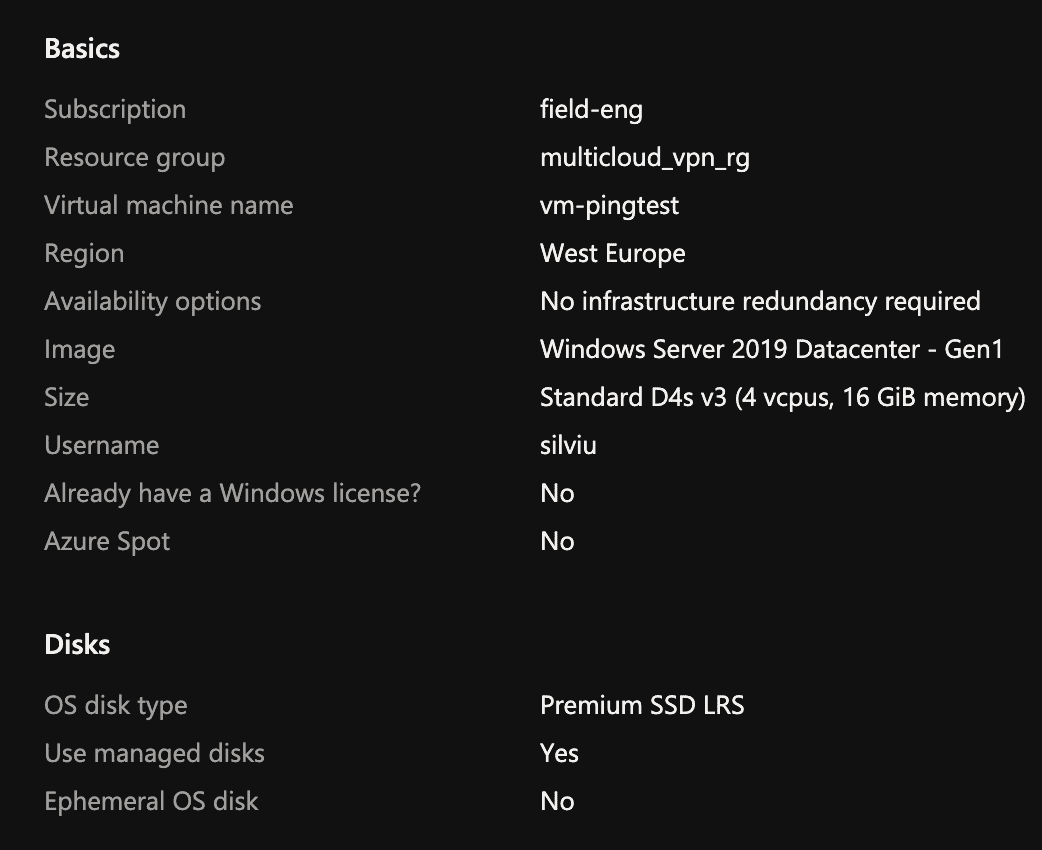 Basics
Subscription field-eng
Resource group multicloud_vpn_rg
Virtual machine name vm-pingtest
Region West Europe
Availability options No infrastructure redundancy required
Image Windows Server 2019 Datacenter - Gen1
Size Standard D4s v3 (4 vcpus, 16 GiB memory)
Username silviu
Already have a Windows license? No
Azure Spot No
Disks
OS disk type Premium SSD LRS
Use managed disks Yes
Ephemeral OS disk No